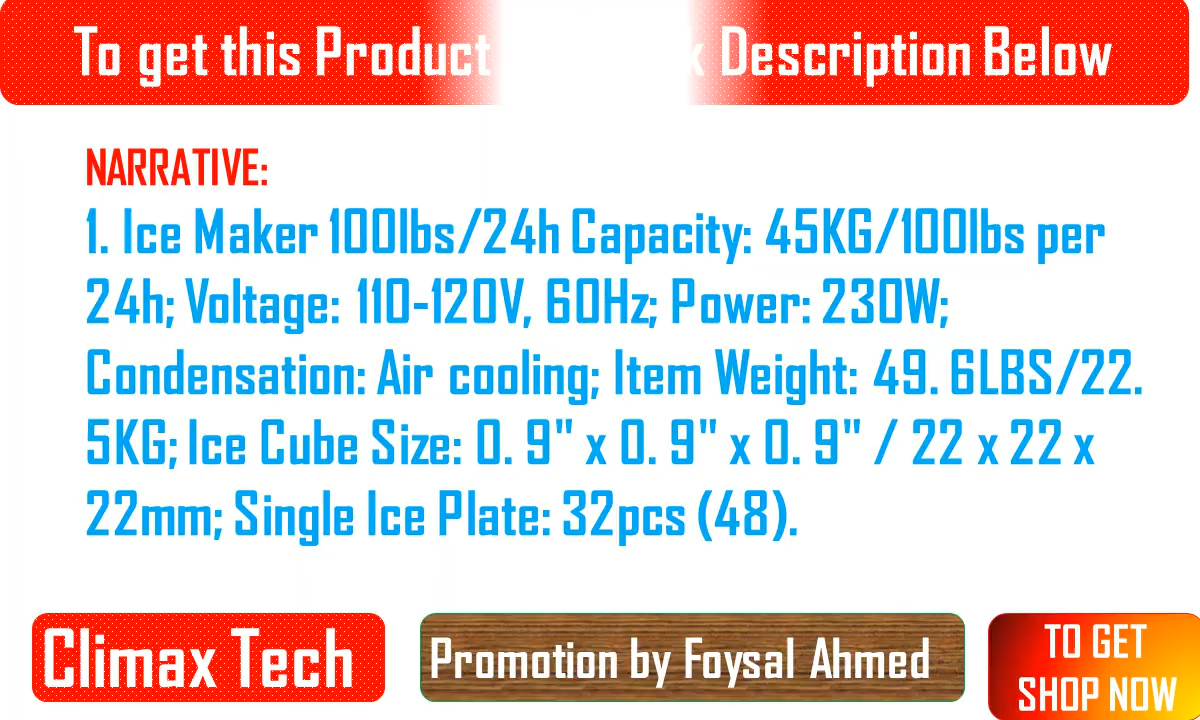 To get this Product Description Below
NARRATIVE:
1. Ice Maker 100lbs/24h Capacity: 45KG/100lbs per
24h; Voltage: 110-120V, 60Hz; Power: 230W;
Condensation: Air cooling; Item Weight: 49. 6LBS/22.
5KG; Ice Cube Size: 0. 9" x 0. 9" x 0. 9" / 22 x 22 x
22mm; Single Ice Plate: 32pcs (48).
Climax Tech
Promotion by Foysal Ahmed
TO GET
SHOP NOW